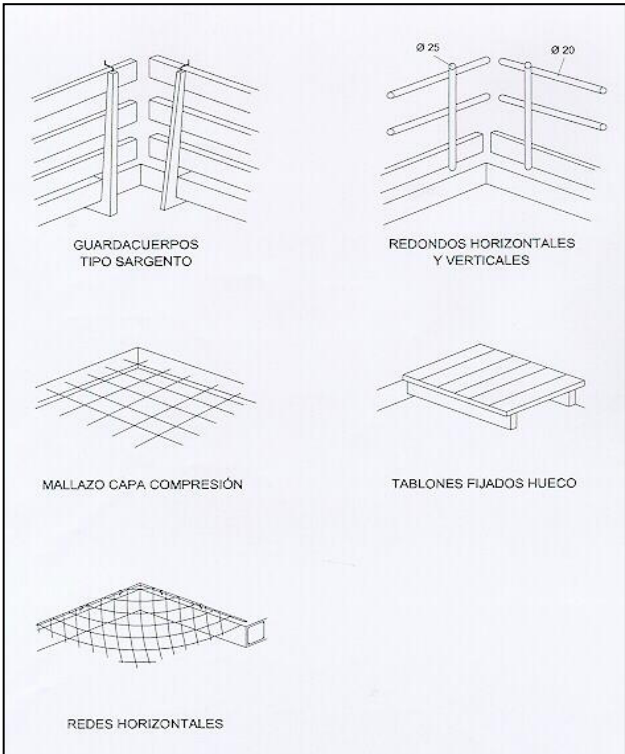 Ø 25
Ø 20
GUARDACUERPOS
TIPO SARGENTO
REDONDOS HORIZONTALES
Y VERTICALES
MALLAZO CAPA COMPRESIÓN
TABLONES FIJADOS HUECO
REDES HORIZONTALES